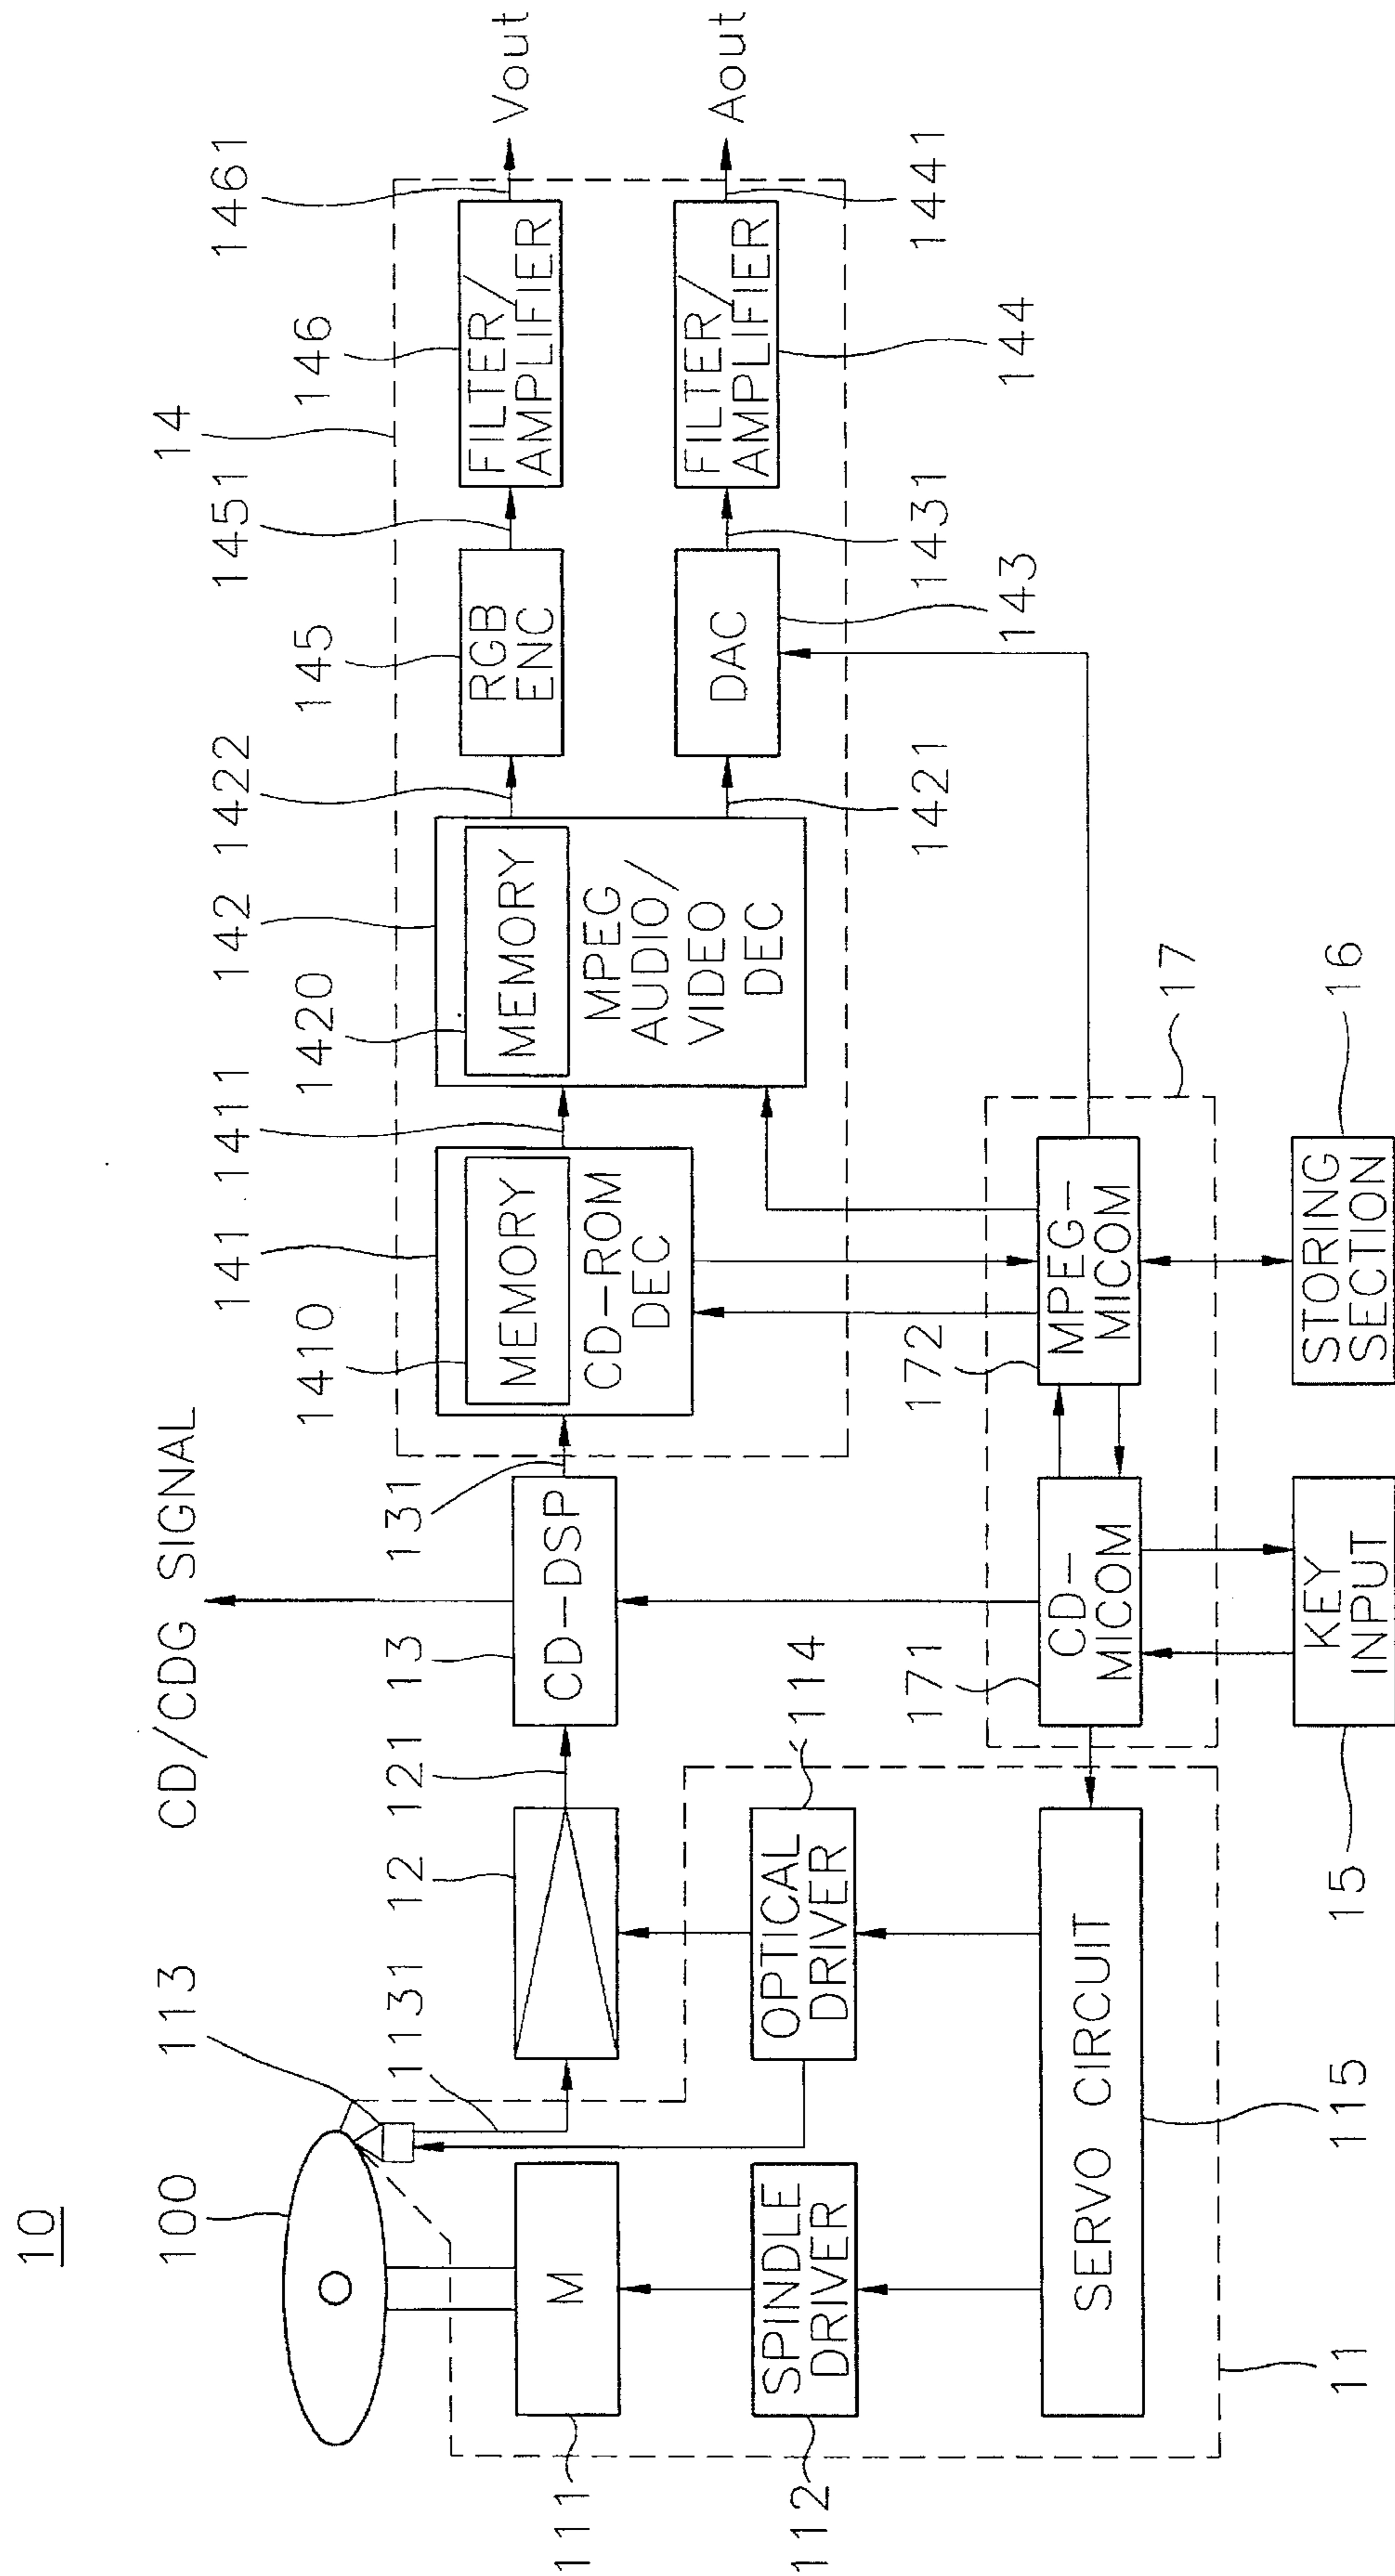 10
CD/CDG SIGNAL
14
100
113
1131
12
121
13
131
141
1411
142
1422
145
1451
146
1461
1410
1420
Vout
MEMORY
CD-ROM
DEC
MEMORY
MPEG
AUDIO/
VIDEO
DEC
RGB
ENC
FILTER/
AMPLIFIER
M
CD-DSP
DAC
FILTER/
AMPLIFIER
Aout
111
SPINDLE
DRIVER
OPTICAL
DRIVER
114
1421
1431
1441
112
171
172
143
144
SERVO CIRCUIT
CD-
MICOM
MPEG-
MICOM
17
11
115
15
KEY
INPUT
STORING
SECTION
16